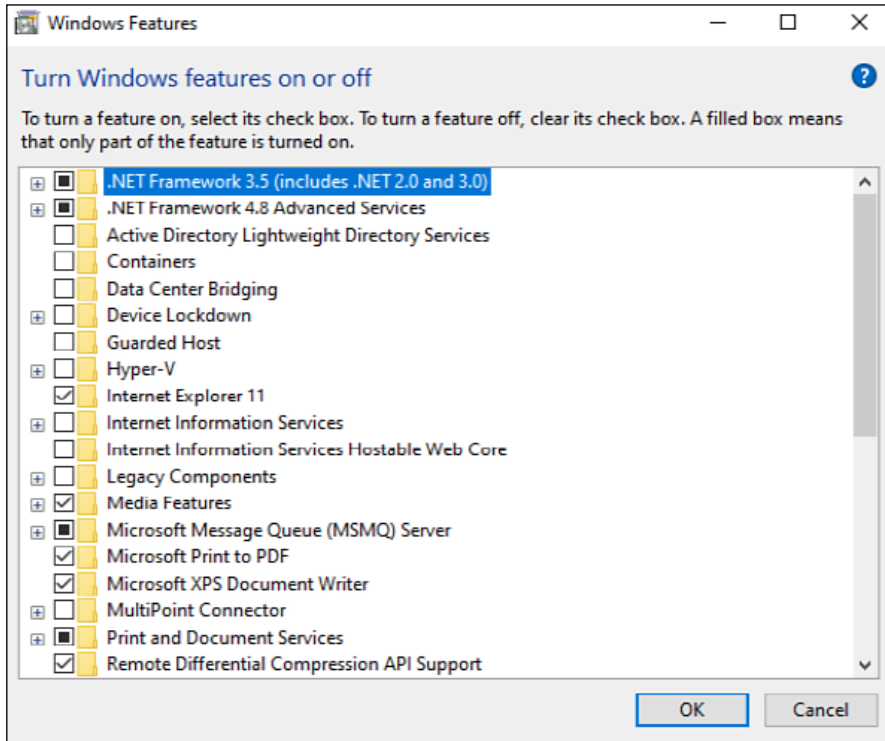 Windows Features
Turn Windows features on or off
To turn a feature on, select its check box. To turn a feature off, clear its check box. A filled box means
that only part of the feature is turned on.
.NET Framework 3.5 (includes .NET 2.0 and 3.0)
.NET Framework 4.8 Advanced Services
Active Directory Lightweight Directory Services
Containers
Data Center Bridging
Device Lockdown
Guarded Host
Hyper-V
Internet Explorer 11
Internet Information Services
Internet Information Services Hostable Web Core
Legacy Components
Media Features
Microsoft Message Queue (MSMQ) Server
Microsoft Print to PDF
Microsoft XPS Document Writer
MultiPoint Connector
Print and Document Services
Remote Differential Compression API Support
OK
Cancel